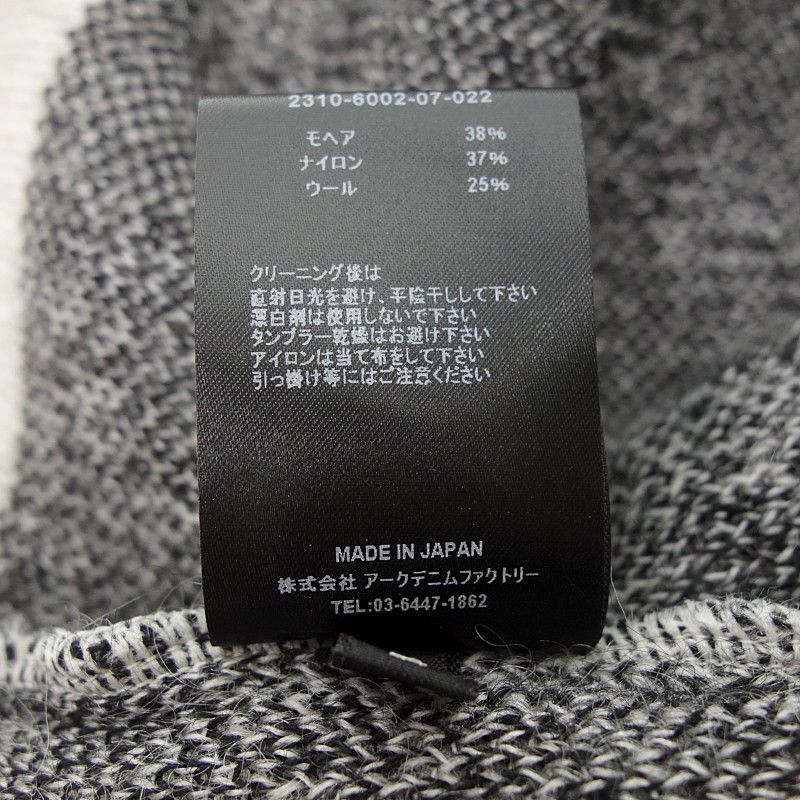 2310-6002-07-022
モヘア 38%
ナイロン 37%
ウール 25%
クリーニング後は
直射日光を避け、平陰干しして下さい
漂白剤は使用しないで下さい
タンブラー乾燥はお避け下さい
アイロンは当て布をして下さい
引っ掛け等にはご注意ください
MADE IN JAPAN
株式会社 アークデニムファクトリー
TEL:03-6447-1862